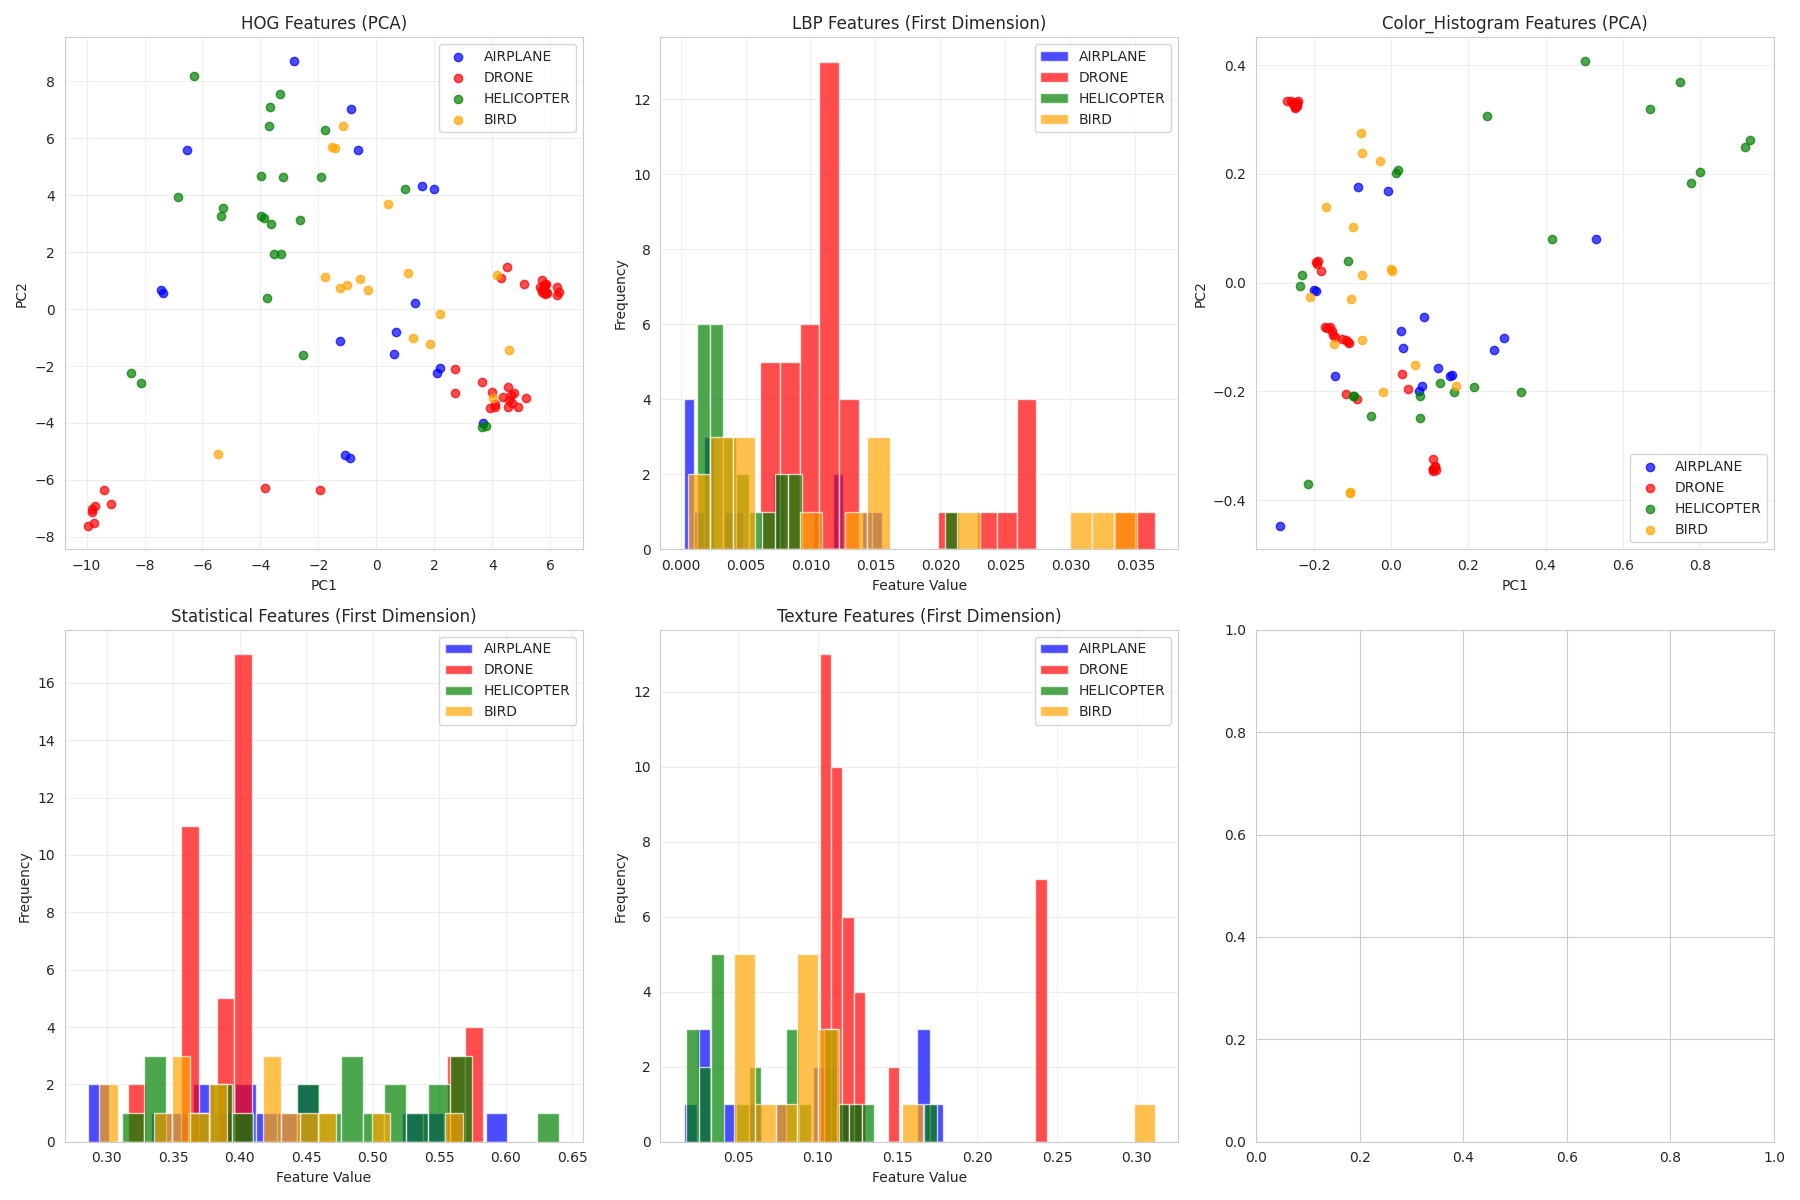 HOG Features (PCA)
PC2
8
6
4
2
0
−2
−4
−6
−8
AIRPLANE
DRONE
HELICOPTER
BIRD
−10 −8 −6 −4 −2 0 2 4 6
PC1
LBP Features (First Dimension)
Frequency
12
10
8
6
4
2
0
AIRPLANE
DRONE
HELICOPTER
BIRD
0.000 0.005 0.010 0.015 0.020 0.025 0.030 0.035
Feature Value
Color_Histogram Features (PCA)
PC2
0.4
0.2
0.0
−0.2
−0.4
AIRPLANE
DRONE
HELICOPTER
BIRD
−0.2 0.0 0.2 0.4 0.6 0.8
PC1
Statistical Features (First Dimension)
Frequency
16
14
12
10
8
6
4
2
0
AIRPLANE
DRONE
HELICOPTER
BIRD
0.30 0.35 0.40 0.45 0.50 0.55 0.60 0.65
Feature Value
Texture Features (First Dimension)
Frequency
12
10
8
6
4
2
0
AIRPLANE
DRONE
HELICOPTER
BIRD
0.05 0.10 0.15 0.20 0.25 0.30
Feature Value
1.0
0.8
0.6
0.4
0.2
0.0
0.0 0.2 0.4 0.6 0.8 1.0